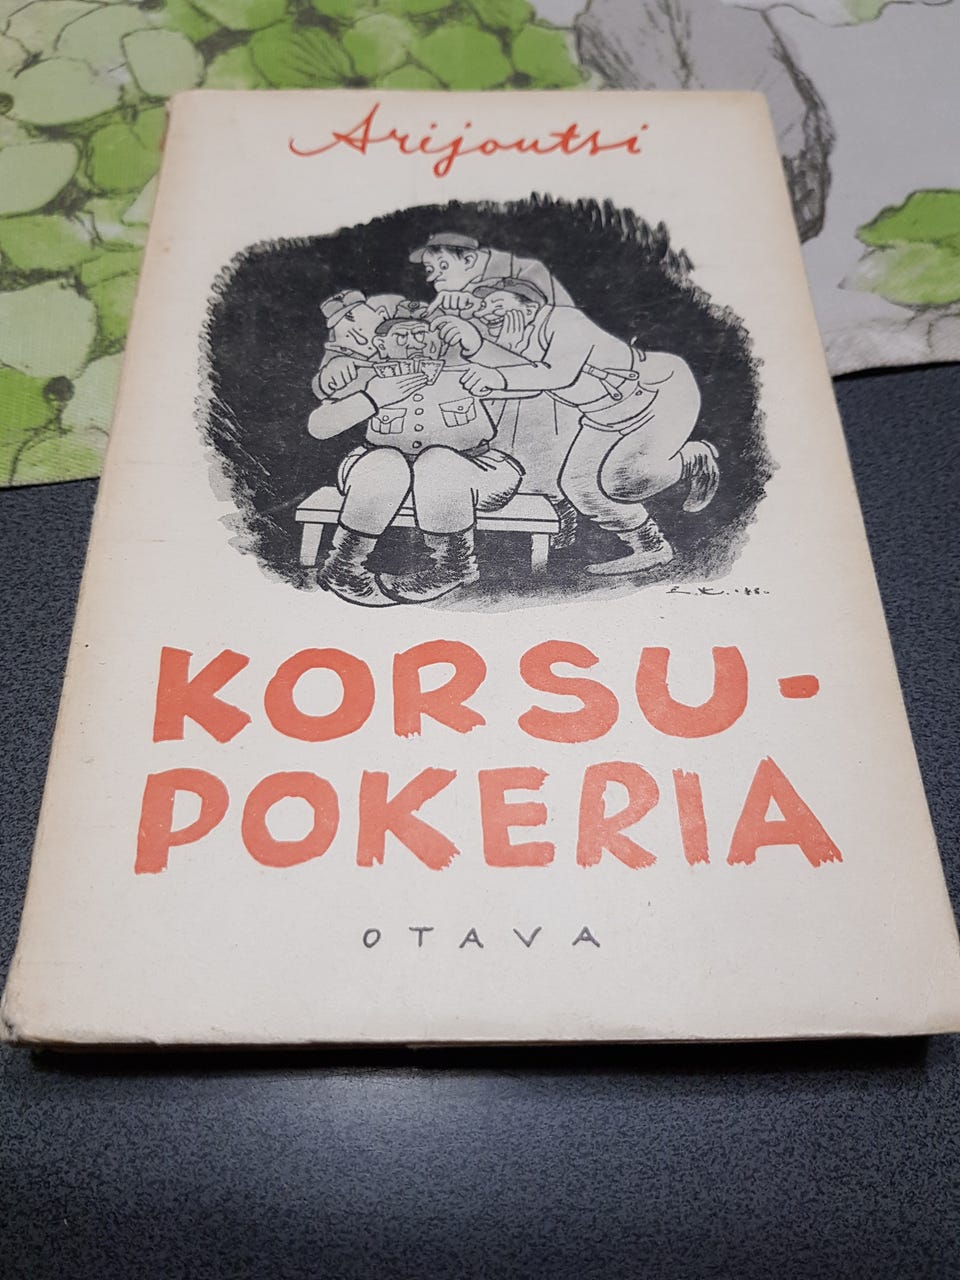 Arijoutsi
KORSU-
POKERIA
OTAVA